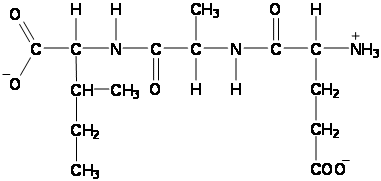 O H H CH₃ O H
+
C C N C C N C C NH₃
⁻O CH CH₃ O H H CH₂
CH₂ CH₂
CH₃ COO⁻